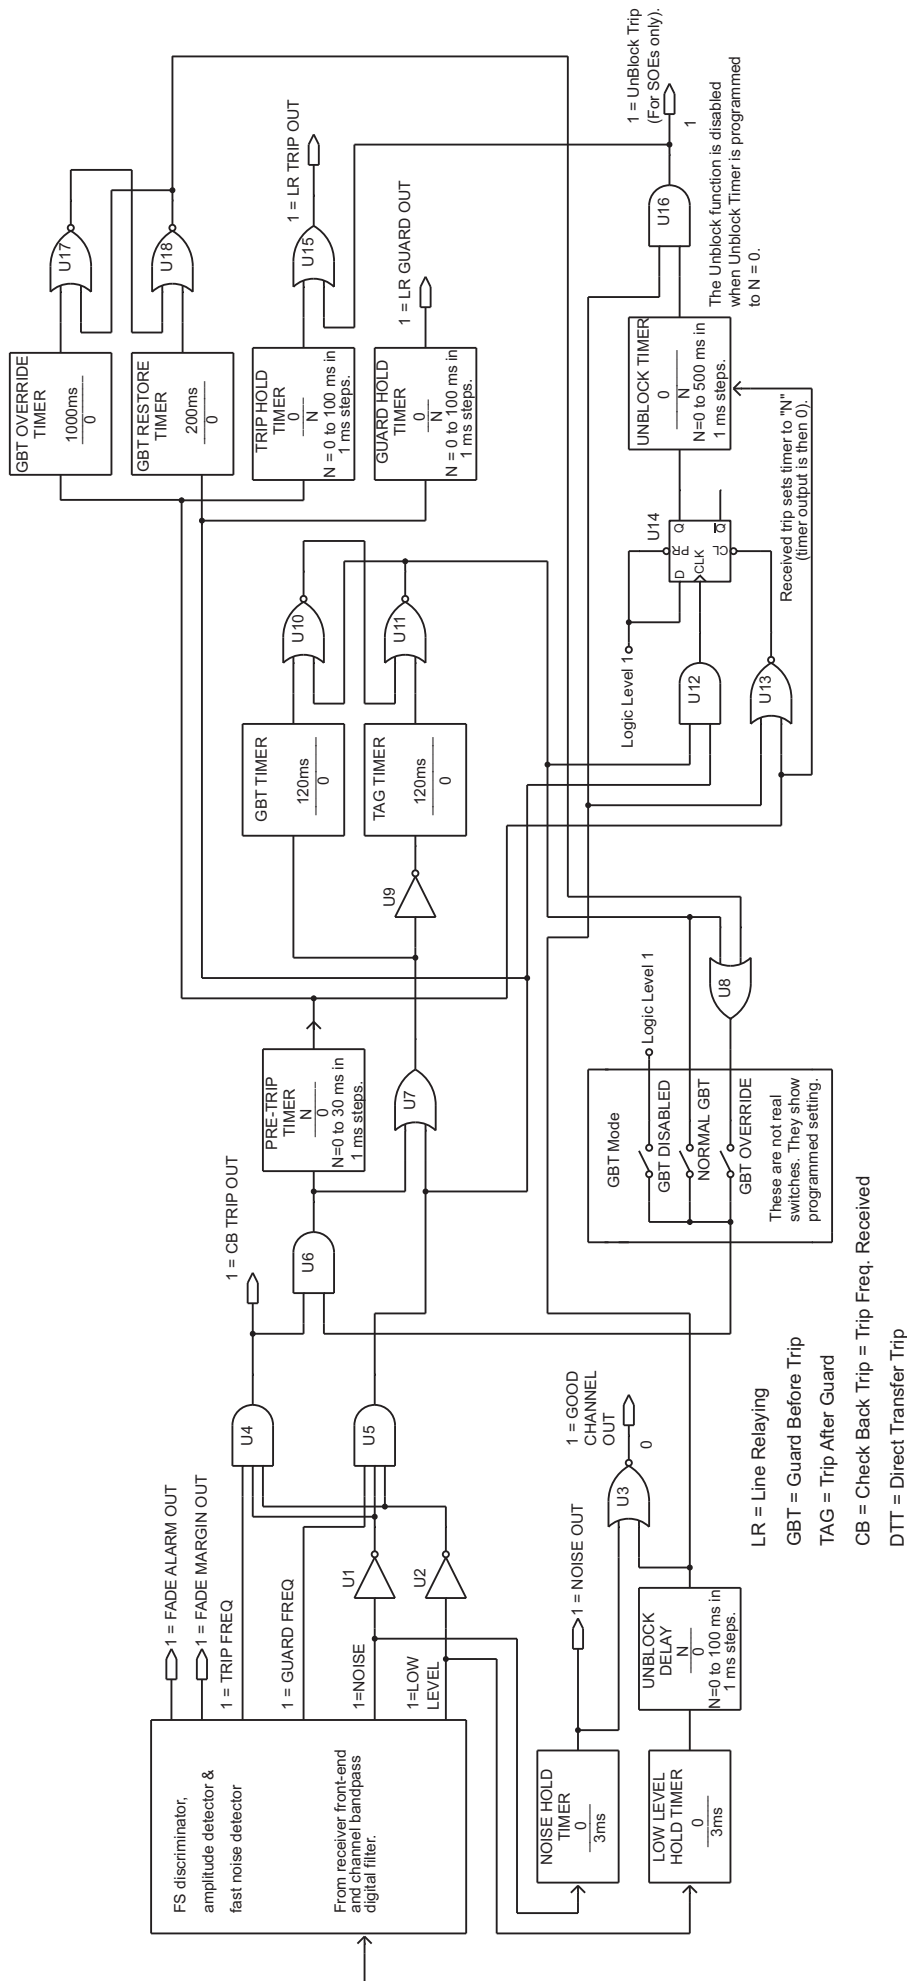 FS discriminator,
amplitude detector &
fast noise detector
From receiver front-end
and channel bandpass
digital filter.
1 = FADE ALARM OUT
1 = FADE MARGIN OUT
1 = TRIP FREQ
1 = GUARD FREQ
1=NOISE
1=LOW
LEVEL
U1
U2
U4
U5
1 = CB TRIP OUT
U6
PRE-TRIP
TIMER
N
0
N=0 to 30 ms in
1 ms steps.
U7
U9
GBT TIMER
120ms
0
TAG TIMER
120ms
0
U10
U11
GBT OVERRIDE
TIMER
1000ms
0
GBT RESTORE
TIMER
200ms
0
U17
U18
TRIP HOLD
TIMER
0
N
N = 0 to 100 ms in
1 ms steps.
GUARD HOLD
TIMER
0
N
N = 0 to 100 ms in
1 ms steps.
U15
1 = LR TRIP OUT
1 = LR GUARD OUT
NOISE HOLD
TIMER
0
3ms
LOW LEVEL
HOLD TIMER
0
3ms
1 = NOISE OUT
UNBLOCK
DELAY
N
0
N=0 to 100 ms in
1 ms steps.
U3
1 = GOOD
CHANNEL
OUT
0
GBT Mode
GBT DISABLED
NORMAL GBT
GBT OVERRIDE
These are not real
switches. They show
programmed setting.
Logic Level 1
U8
Logic Level 1
U12
U13
U14
D
PR
CLK
CL
Q
Q
UNBLOCK TIMER
0
N
N=0 to 500 ms in
1 ms steps.
Received trip sets timer to "N"
(timer output is then 0).
U16
1 = UnBlock Trip
(For SOEs only).
1
The Unblock function is disabled
when Unblock Timer is programmed
to N = 0.
LR = Line Relaying
GBT = Guard Before Trip
TAG = Trip After Guard
CB = Check Back Trip = Trip Freq. Received
DTT = Direct Transfer Trip